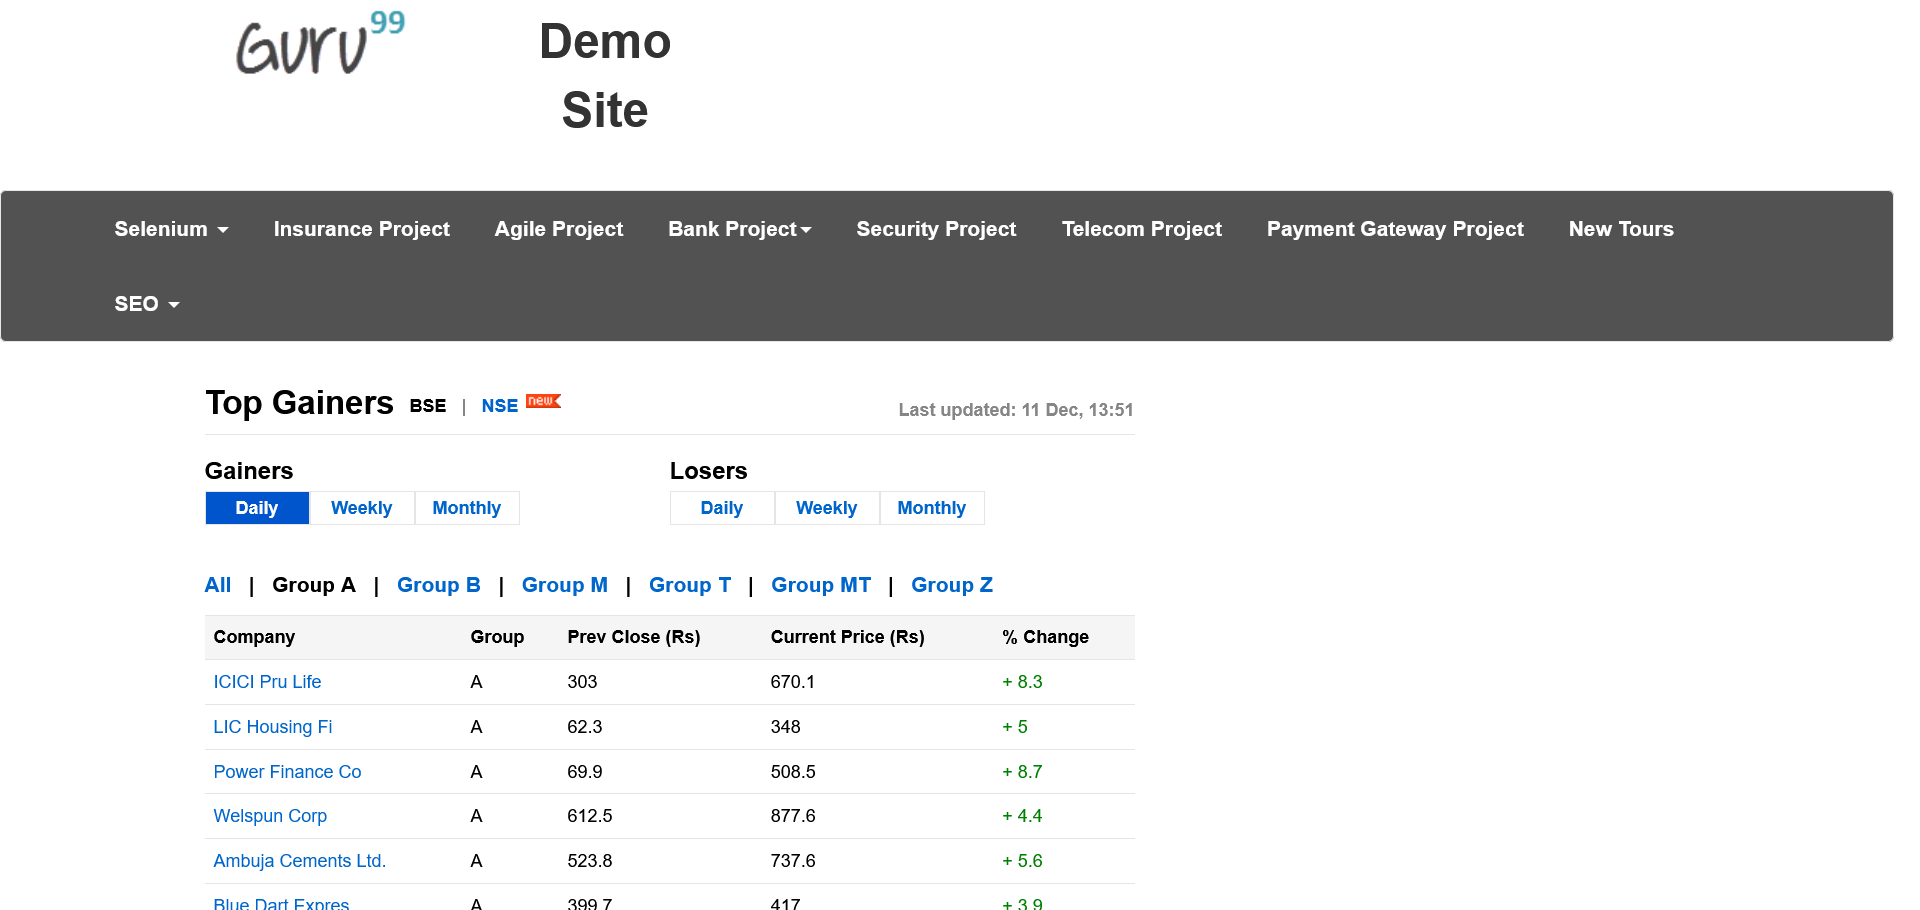 Guru99
Demo
Site
Selenium Insurance Project Agile Project Bank Project Security Project Telecom Project Payment Gateway Project New Tours
SEO
Top Gainers BSE | NSE new Last updated: 11 Dec, 13:51
Gainers Losers
Daily Weekly Monthly Daily Weekly Monthly
All | Group A | Group B | Group M | Group T | Group MT | Group Z
Company Group Prev Close (Rs) Current Price (Rs) % Change
ICICI Pru Life A 303 670.1 + 8.3
LIC Housing Fi A 62.3 348 + 5
Power Finance Co A 69.9 508.5 + 8.7
Welspun Corp A 612.5 877.6 + 4.4
Ambuja Cements Ltd. A 523.8 737.6 + 5.6
Blue Dart Expres A 399.7 417 + 3.9